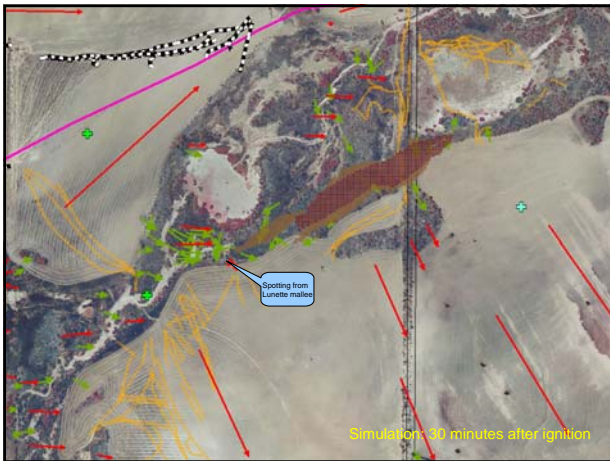 Spotting from
Lunette mallee
Simulation: 30 minutes after ignition